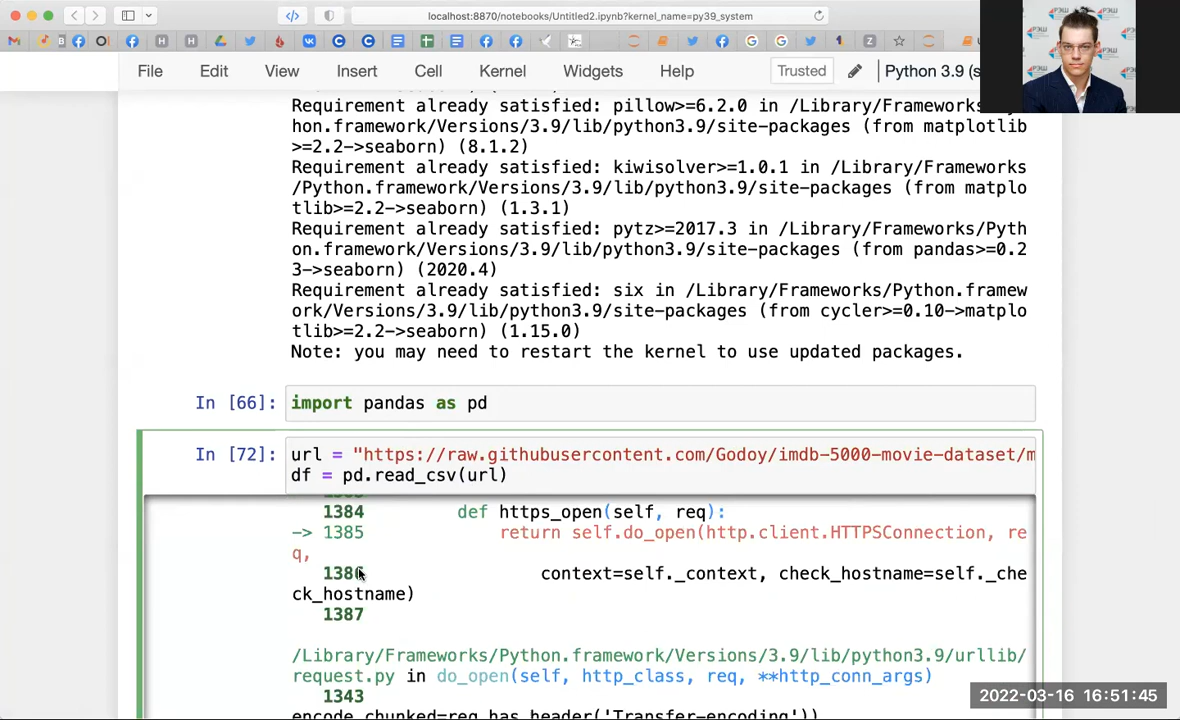 localhost:8870/notebooks/Untitled2.ipynb?kernel_name=py39_system
File Edit View Insert Cell Kernel Widgets Help Trusted Python 3.9 (s
РЭШ
Requirement already satisfied: pillow>=6.2.0 in /Library/Frameworks
hon.framework/Versions/3.9/lib/python3.9/site-packages (from matplotlib
>=2.2->seaborn) (8.1.2)
Requirement already satisfied: kiwisolver>=1.0.1 in /Library/Frameworks
/Python.framework/Versions/3.9/lib/python3.9/site-packages (from matplo
tlib>=2.2->seaborn) (1.3.1)
Requirement already satisfied: pytz>=2017.3 in /Library/Frameworks/Pyth
on.framework/Versions/3.9/lib/python3.9/site-packages (from pandas>=0.2
3->seaborn) (2020.4)
Requirement already satisfied: six in /Library/Frameworks/Python.framew
ork/Versions/3.9/lib/python3.9/site-packages (from cycler>=0.10->matplo
tlib>=2.2->seaborn) (1.15.0)
Note: you may need to restart the kernel to use updated packages.
In [66]: import pandas as pd
In [72]: url = "https://raw.githubusercontent.com/Godoy/imdb-5000-movie-dataset/m
df = pd.read_csv(url)
1384 def https_open(self, req):
-> 1385 return self.do_open(http.client.HTTPSConnection, re
q,
1386 context=self._context, check_hostname=self._che
ck_hostname)
1387
/Library/Frameworks/Python.framework/Versions/3.9/lib/python3.9/urllib/
request.py in do_open(self, http_class, req, **http_conn_args)
1343
encode_chunked=req.has_header('Transfer-encoding'))
2022-03-16 16:51:45